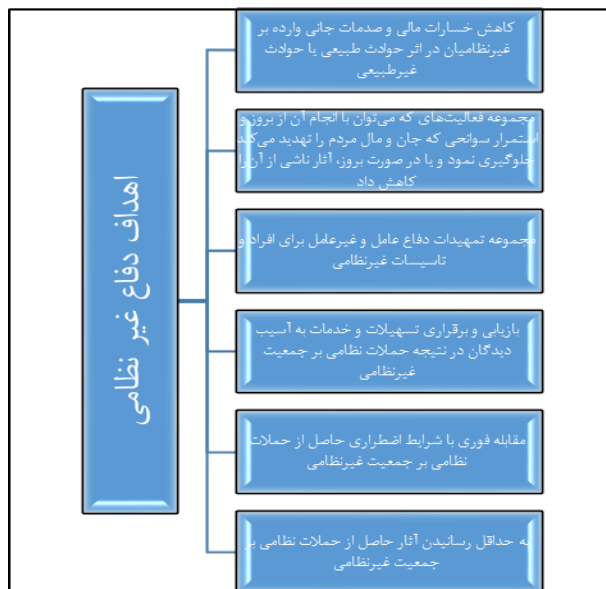 اهداف دفاع غیر نظامی
کاهش خسارات مالی و صدمات جانی وارده بر
غیرنظامیان در اثر حوادث طبیعی یا حوادث
غیرطبیعی
مجموعه فعالیت‌های که می‌توان با انجام آن از بروز و
استمرار سوانحی که جان و مال مردم را تهدید می‌کند
جلوگیری نمود و یا در صورت بروز، آثار ناشی از آن را
کاهش داد
مجموعه تمهیدات دفاع عامل و غیرعامل برای افراد و
تاسیسات غیرنظامی
بازیابی و برقراری تسهیلات و خدمات به آسیب
دیدگان در نتیجه حملات نظامی بر جمعیت
غیرنظامی
مقابله فوری با شرایط اضطراری حاصل از حملات
نظامی بر جمعیت غیرنظامی
به حداقل رسانیدن آثار حاصل از حملات نظامی بر
جمعیت غیرنظامی